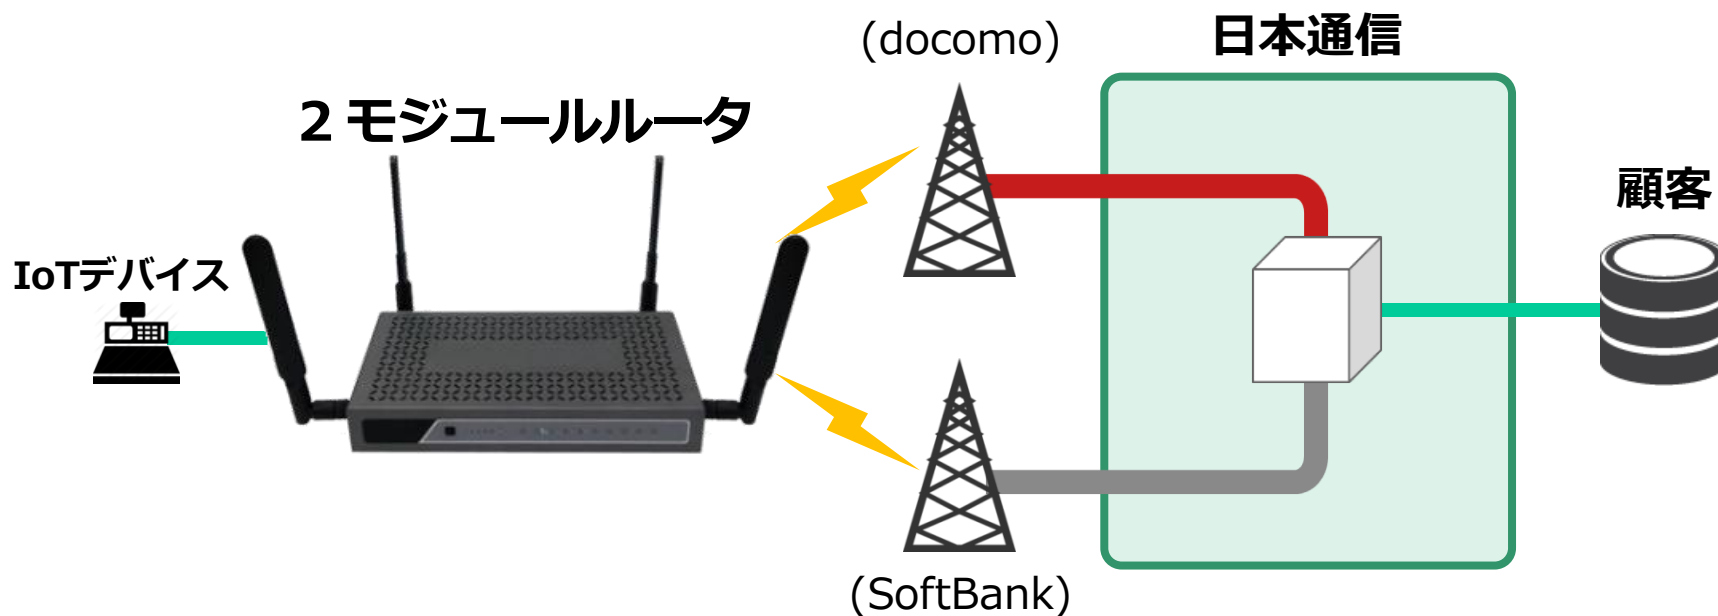 (docomo)
日本通信
２モジュールルータ
顧客
IoTデバイス
(SoftBank)